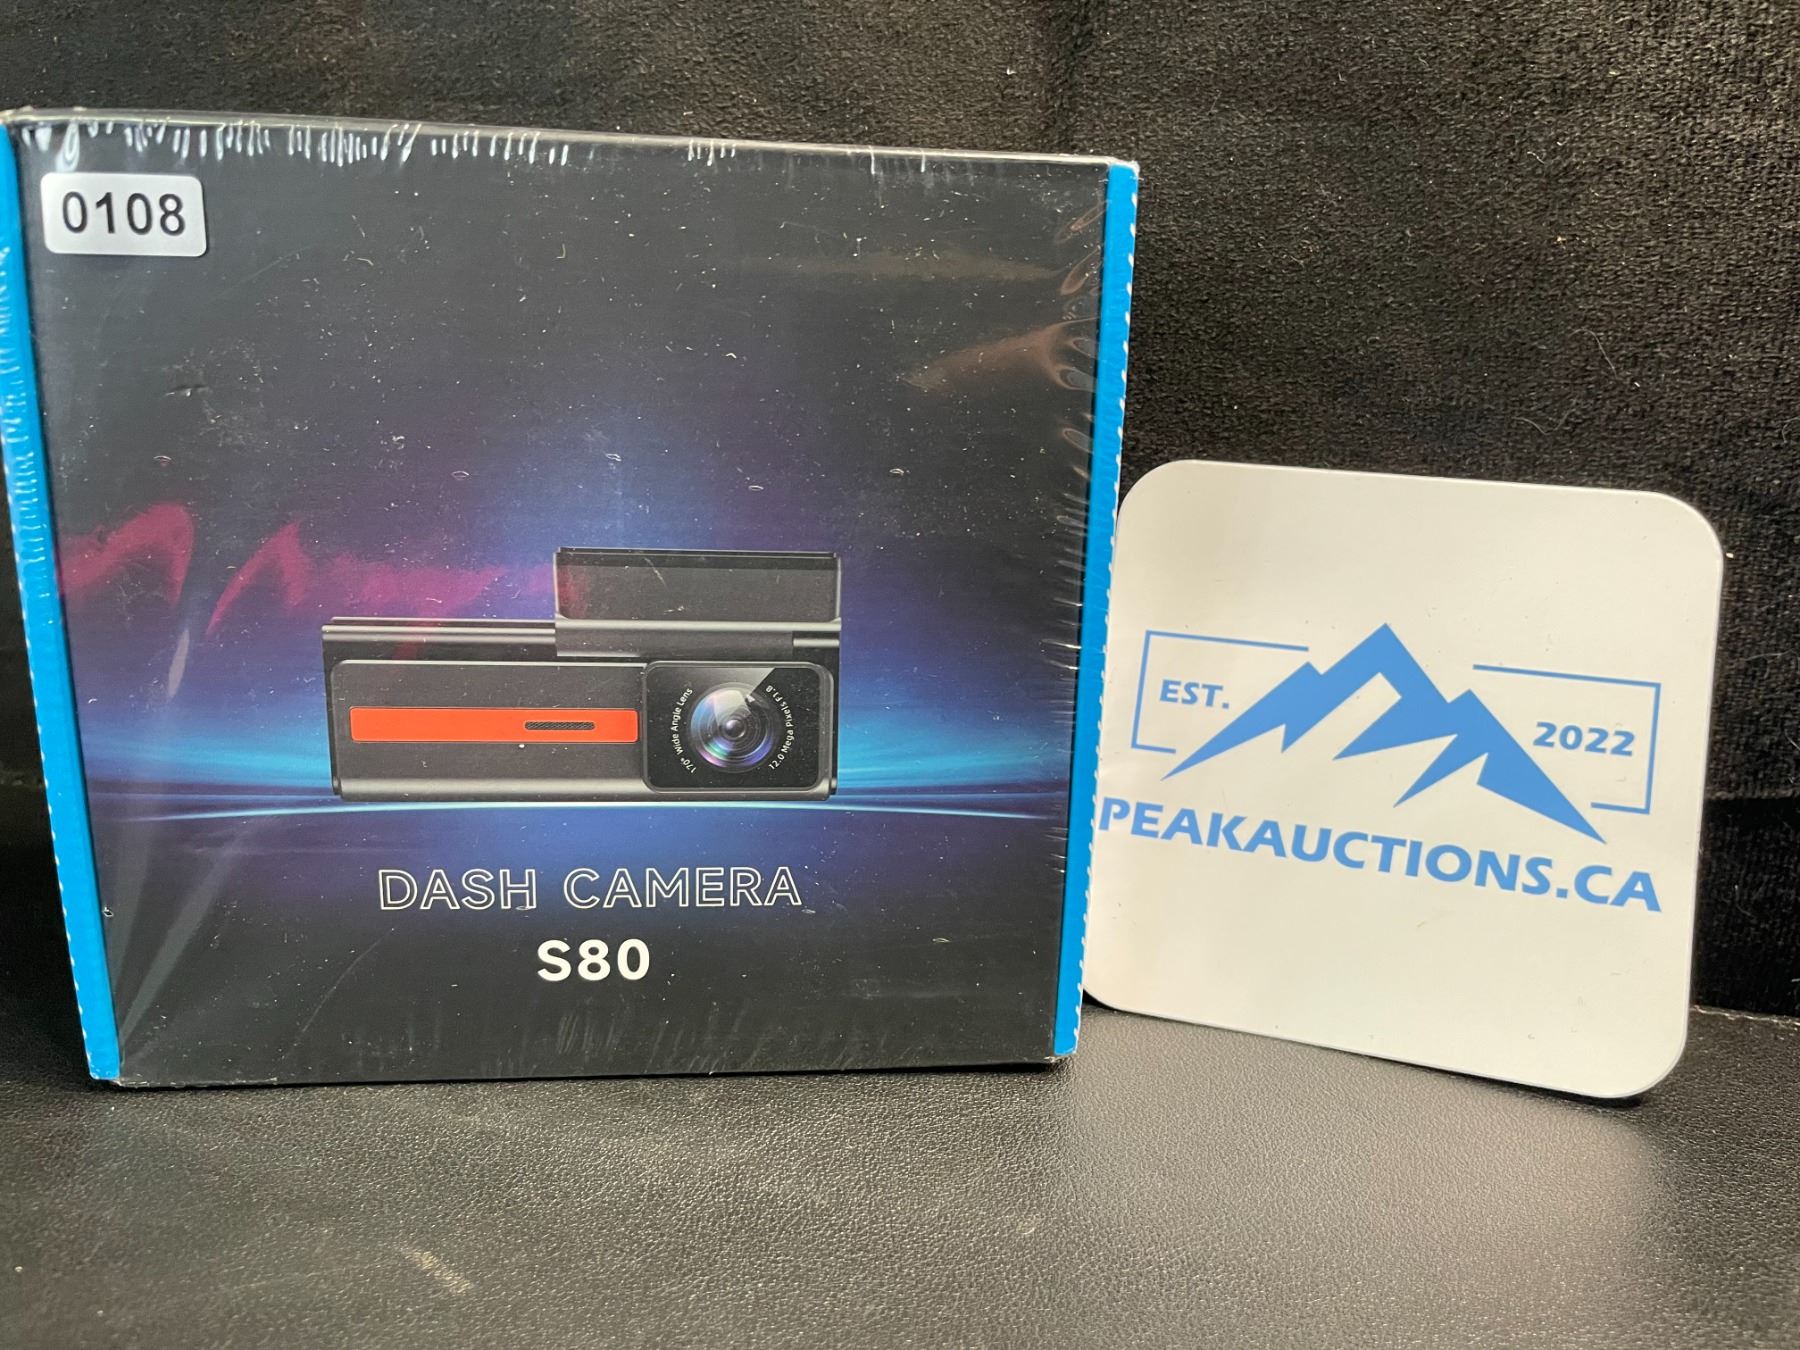 0108
170° Wide Angle Lens
12.0 Mega Pixels F1.8
DASH CAMERA
S80
EST.
2022
PEAKAUCTIONS.CA